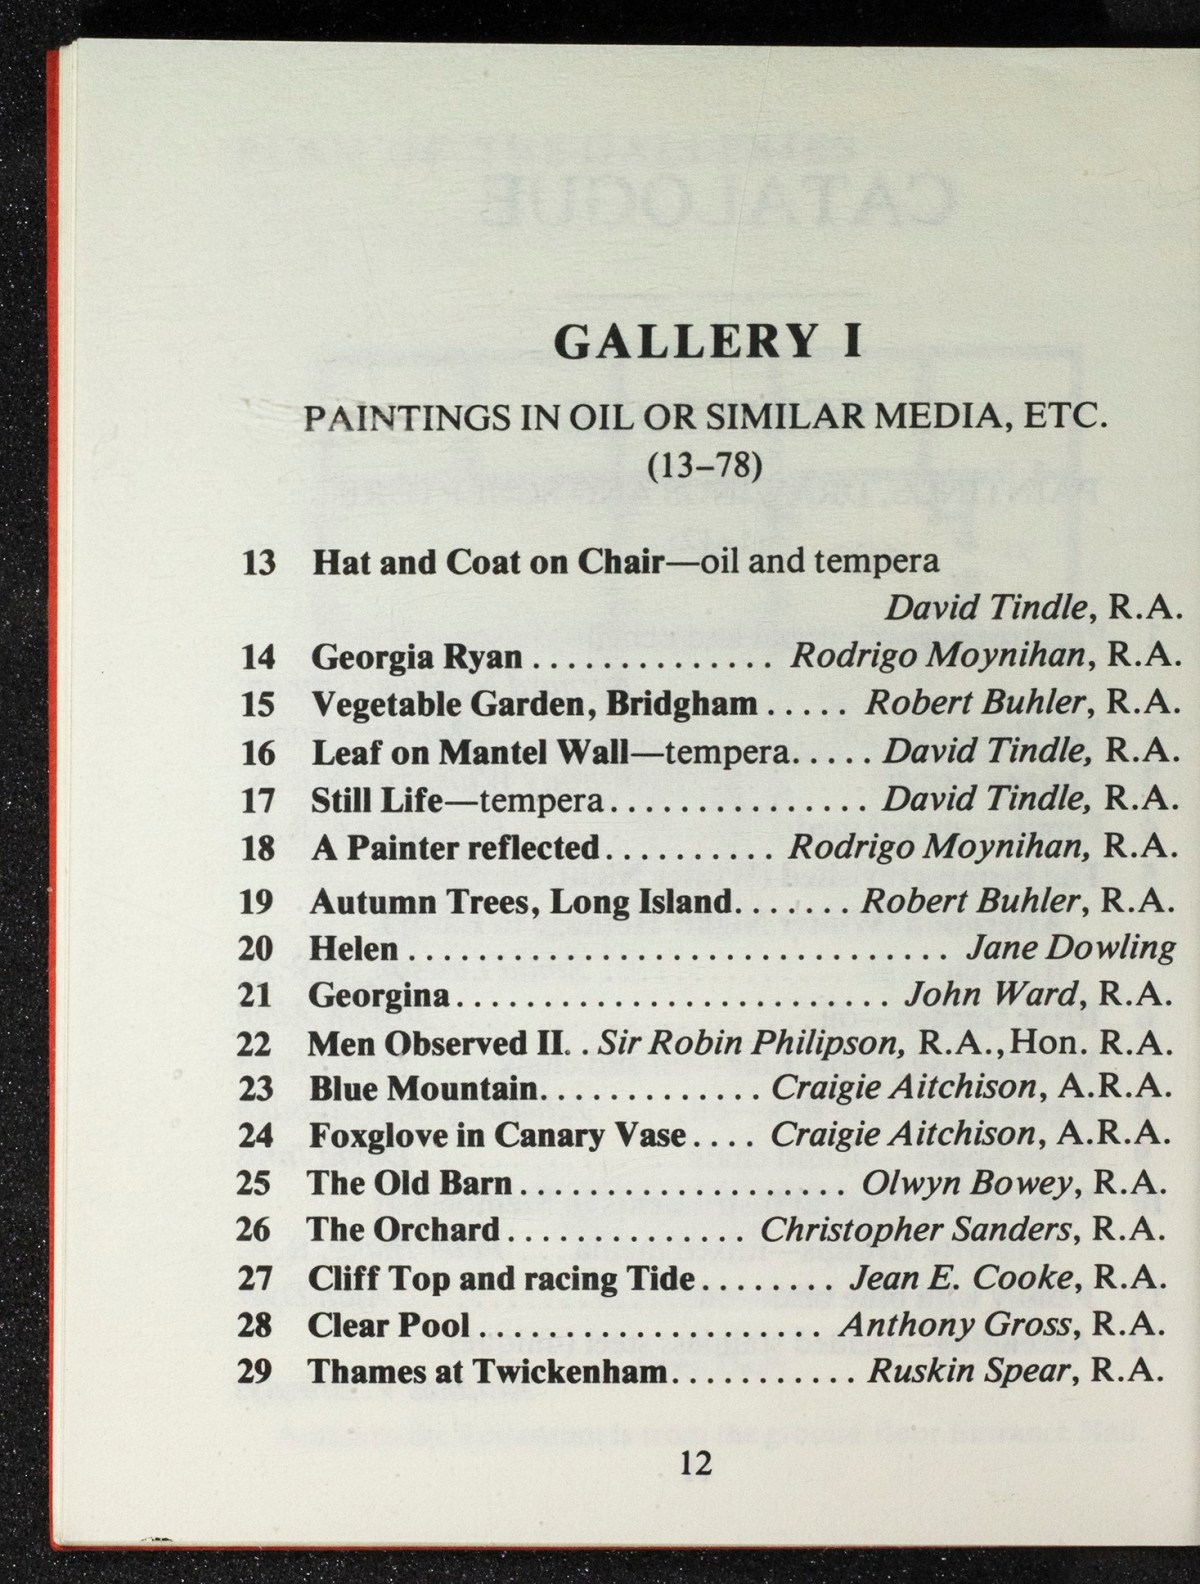 GALLERY I
PAINTINGS IN OIL OR SIMILAR MEDIA, ETC.
(13–78)
13 Hat and Coat on Chair—oil and tempera
David Tindle, R.A.
14 Georgia Ryan .............. Rodrigo Moynihan, R.A.
15 Vegetable Garden, Bridgham ..... Robert Buhler, R.A.
16 Leaf on Mantel Wall—tempera..... David Tindle, R.A.
17 Still Life—tempera............... David Tindle, R.A.
18 A Painter reflected.......... Rodrigo Moynihan, R.A.
19 Autumn Trees, Long Island....... Robert Buhler, R.A.
20 Helen ............................... Jane Dowling
21 Georgina......................... John Ward, R.A.
22 Men Observed II. . Sir Robin Philipson, R.A., Hon. R.A.
23 Blue Mountain............. Craigie Aitchison, A.R.A.
24 Foxglove in Canary Vase .... Craigie Aitchison, A.R.A.
25 The Old Barn ................... Olwyn Bowey, R.A.
26 The Orchard .............. Christopher Sanders, R.A.
27 Cliff Top and racing Tide........ Jean E. Cooke, R.A.
28 Clear Pool .................... Anthony Gross, R.A.
29 Thames at Twickenham........... Ruskin Spear, R.A.
12